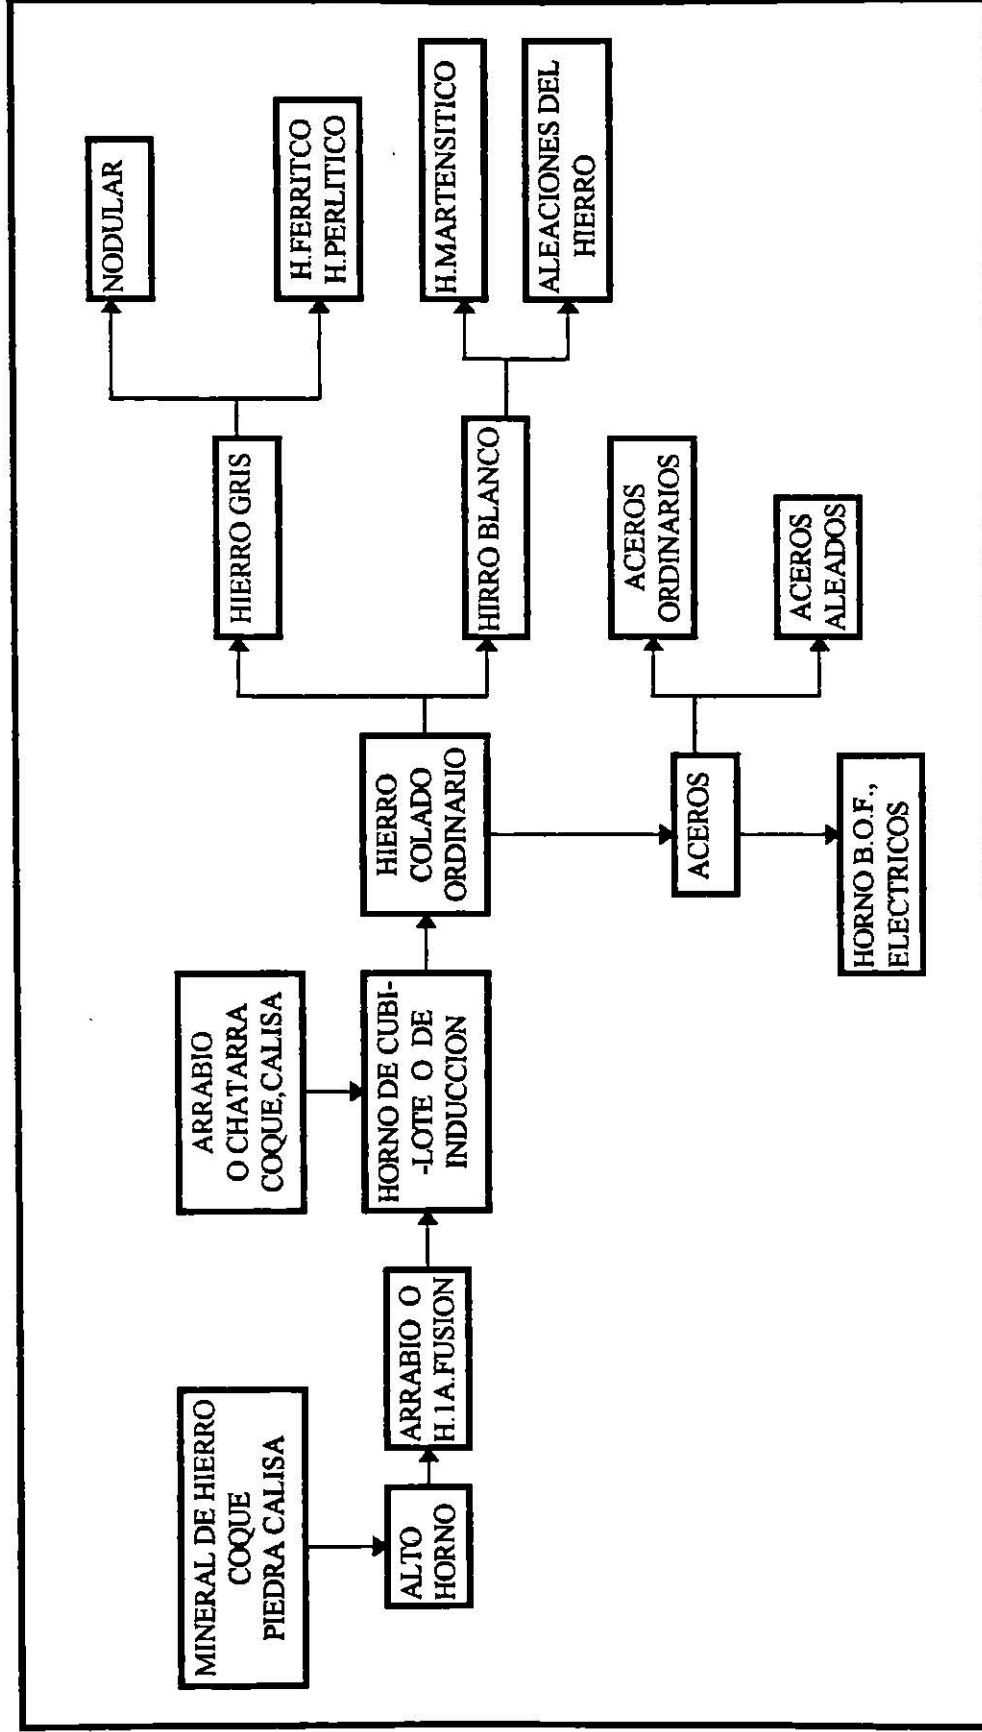 MINERAL DE HIERRO
COQUE
PIEDRA CALISA
ALTO
HORNO
ARRABIO O
H.1A.FUSION
ARRABIO
O CHATARRA
COQUE,CALISA
HORNO DE CUBI-
-LOTE O DE
INDUCCION
HIERRO
COLADO
ORDINARIO
HIERRO GRIS
NODULAR
H.FERRITCO
H.PERLITICO
HIRRO BLANCO
H.MARTENSITICO
ALEACIONES DEL
HIERRO
ACEROS
ACEROS
ORDINARIOS
ACEROS
ALEADOS
HORNO B.O.F.,
ELECTRICOS